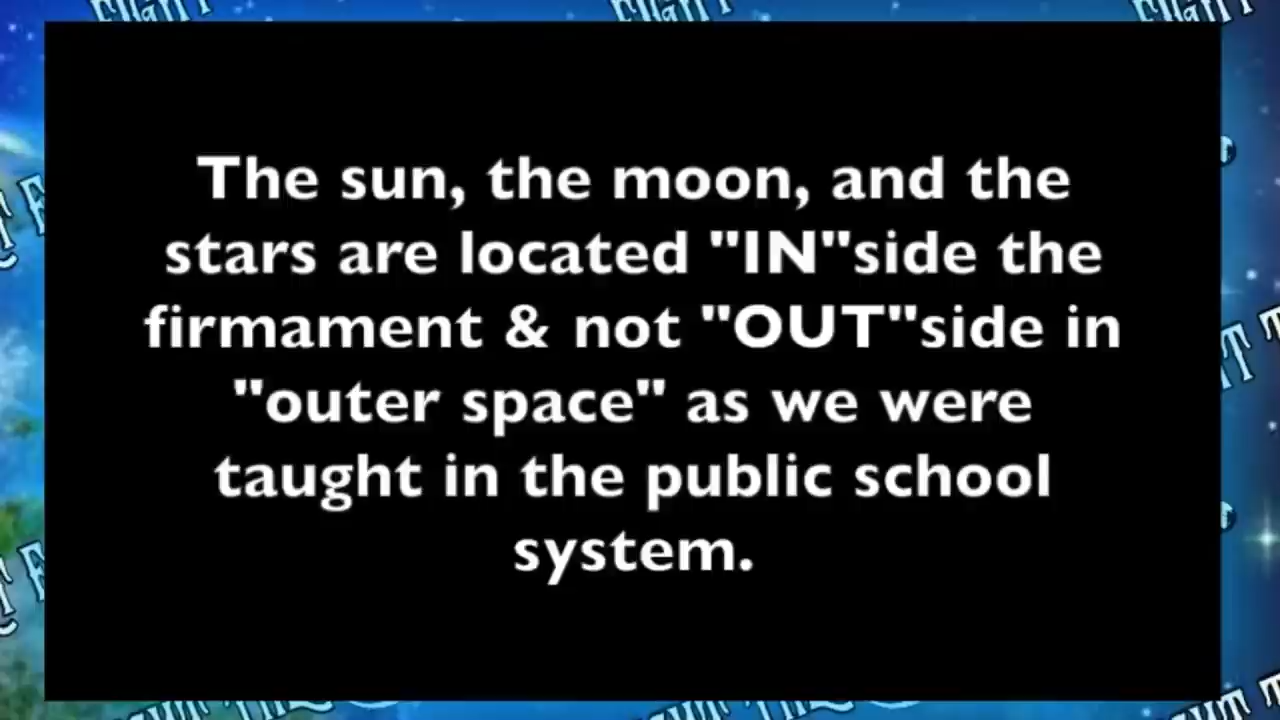 The sun, the moon, and the
stars are located "IN"side the
firmament & not "OUT"side in
"outer space" as we were
taught in the public school
system.